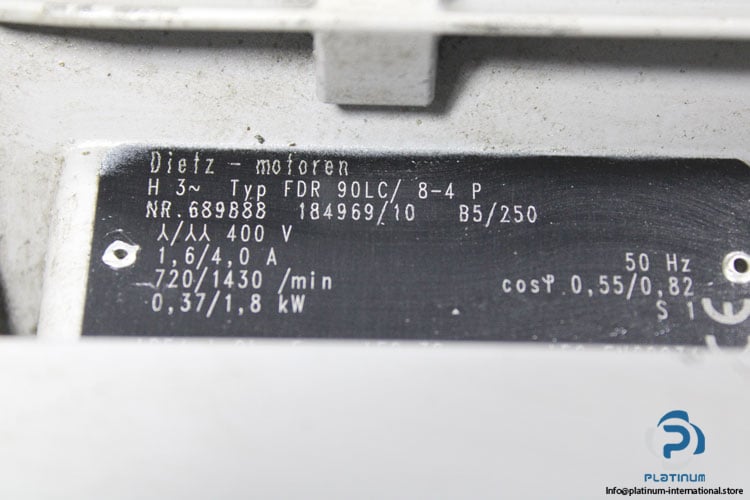 Dietz - motoren
H 3~ Typ FDR 90LC/ 8-4 P
NR.689888 184969/10 B5/250
⅄/⅄⅄ 400 V
1,6/4,0 A 50 Hz
720/1430 /min cosφ 0,55/0,82
0,37/1,8 kW S 1
CE
PLATINUM
Info@platinum-international.store